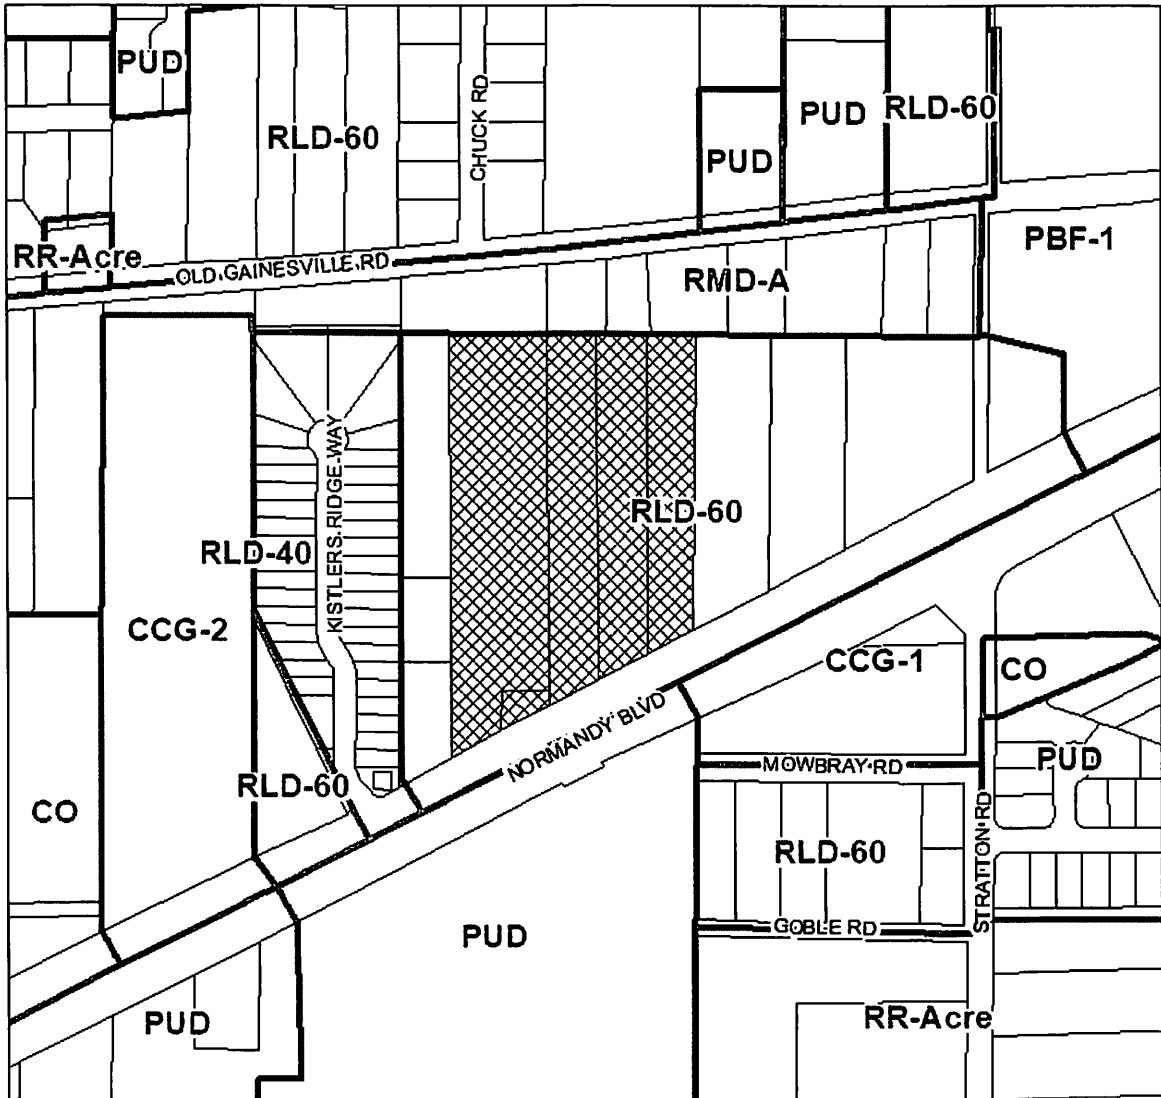 PUD
RLD-60
CHUCK RD
PUD
PUD
RLD-60
RR-Acre
OLD GAINESVILLE RD
RMD-A
PBF-1
KISTLERS RIDGE WAY
RLD-40
RLD-60
CCG-2
CCG-1
CO
NORMANDY BLVD
MOWBRAY RD
PUD
RLD-60
CO
STRATTON RD
RLD-60
PUD
GOBLE RD
PUD
RR-Acre